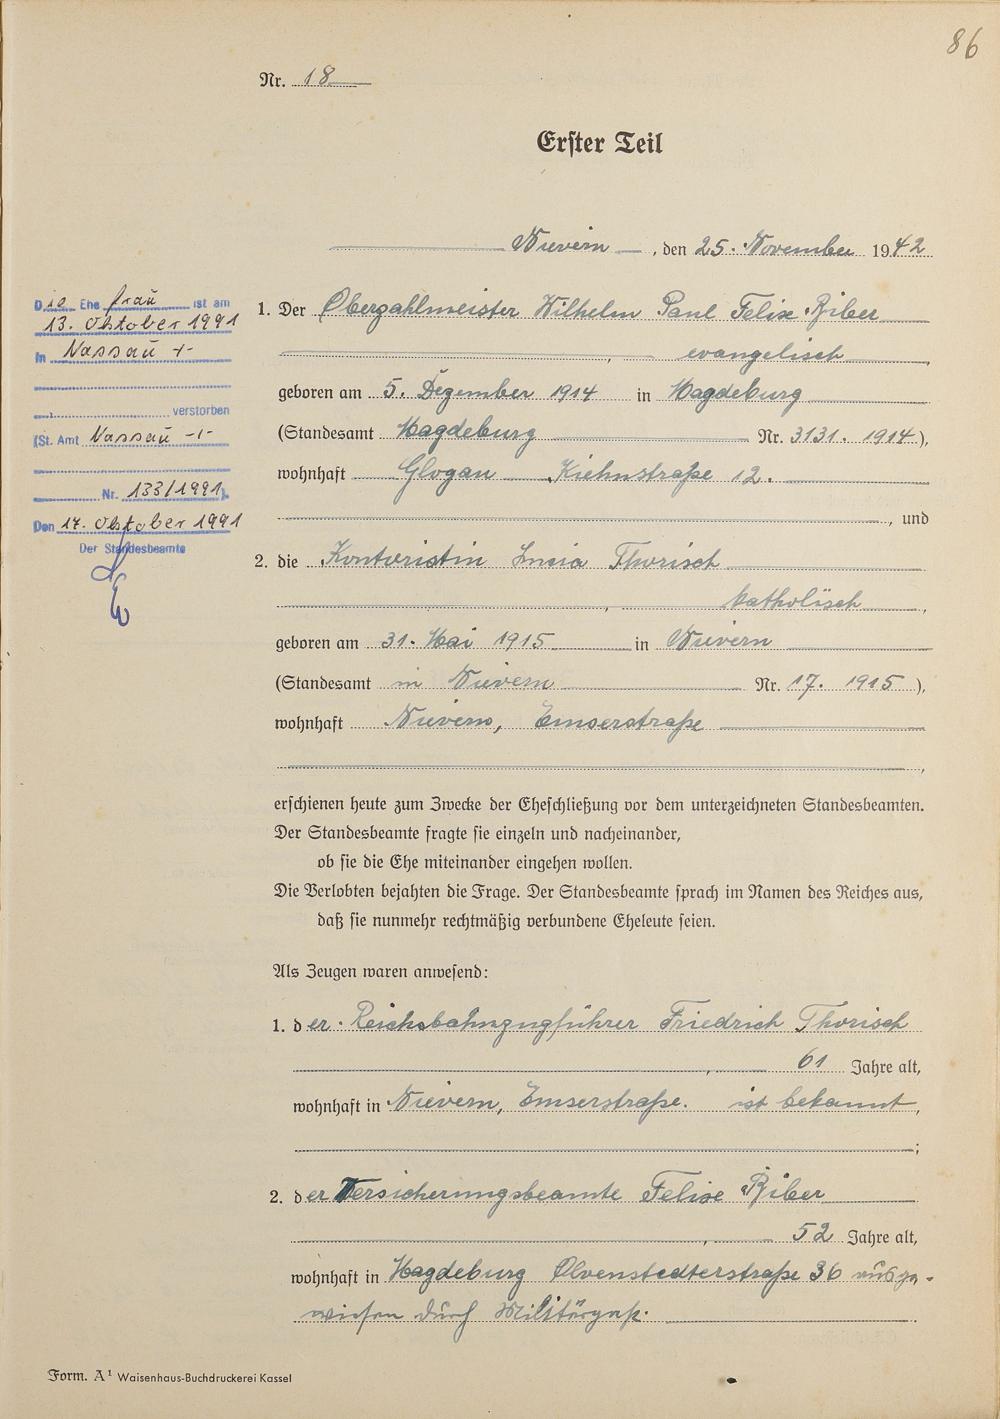 86
Nr. 18
Erster Teil
Nievern, den 25. November 1942
Die Ehefrau ist am
13. Oktober 1991
in Nassau
verstorben
(St. Amt Nassau
Nr. 133/1991).
Den 17. Oktober 1991
Der Standesbeamte
1. Der Oberzahlmeister Wilhelm Paul Felix Biber
, evangelisch,
geboren am 5. Dezember 1914 in Magdeburg
(Standesamt Magdeburg Nr. 3131. 1914),
wohnhaft Glogau Kiehnstraße 12.
, und
2. die Kontoristin Lucia Thorisch
, katholisch,
geboren am 31. Mai 1915 in Nievern
(Standesamt in Nievern Nr. 17. 1915),
wohnhaft Nievern, Emserstraße
,
erschienen heute zum Zwecke der Eheschließung vor dem unterzeichneten Standesbeamten.
Der Standesbeamte fragte sie einzeln und nacheinander,
ob sie die Ehe miteinander eingehen wollen.
Die Verlobten bejahten die Frage. Der Standesbeamte sprach im Namen des Reiches aus,
daß sie nunmehr rechtmäßig verbundene Eheleute seien.
Als Zeugen waren anwesend:
1. der Reichsbahnzugführer Friedrich Thorisch
, 61 Jahre alt,
wohnhaft in Nievern, Emserstraße. ist bekannt,
;
2. der Versicherungsbeamte Felix Biber
, 52 Jahre alt,
wohnhaft in Magdeburg Olvenstedterstraße 36 ausge-
wiesen durch Militärpaß.
Form. A¹ Waisenhaus-Buchdruckerei Kassel